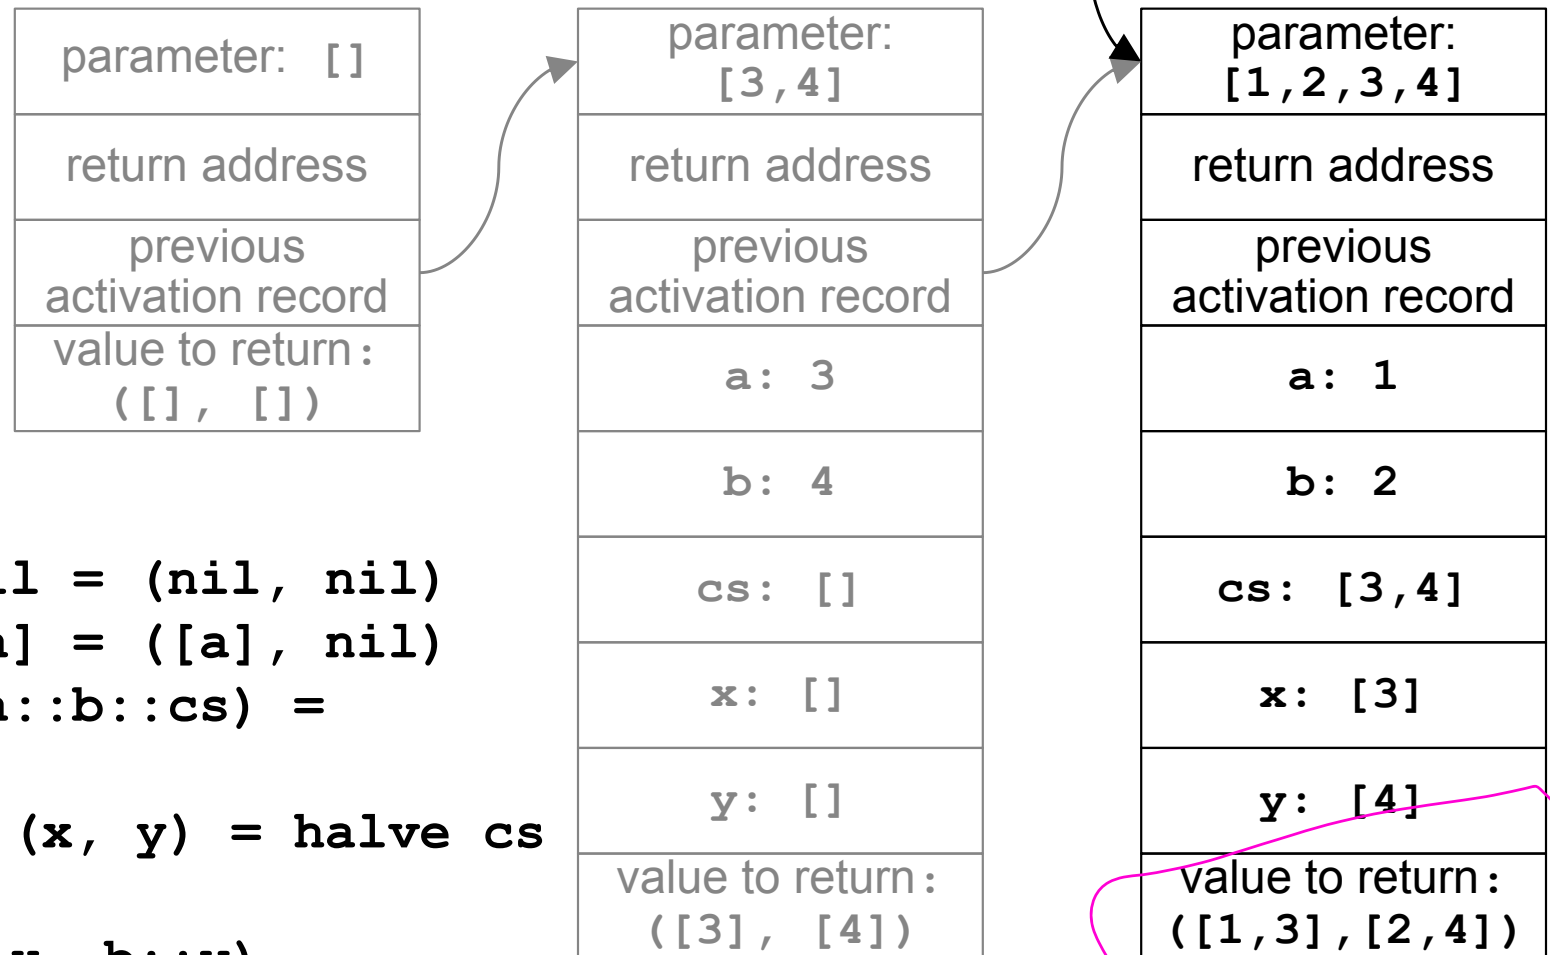 parameter: []
return address
previous
activation record
value to return:
([], [])
parameter:
[3,4]
return address
previous
activation record
a: 3
b: 4
cs: []
x: []
y: []
value to return:
([3], [4])
parameter:
[1,2,3,4]
return address
previous
activation record
a: 1
b: 2
cs: [3,4]
x: [3]
y: [4]
value to return:
([1,3],[2,4])
= (nil, nil)
] = ([a], nil)
::b::cs) =
(x, y) = halve cs